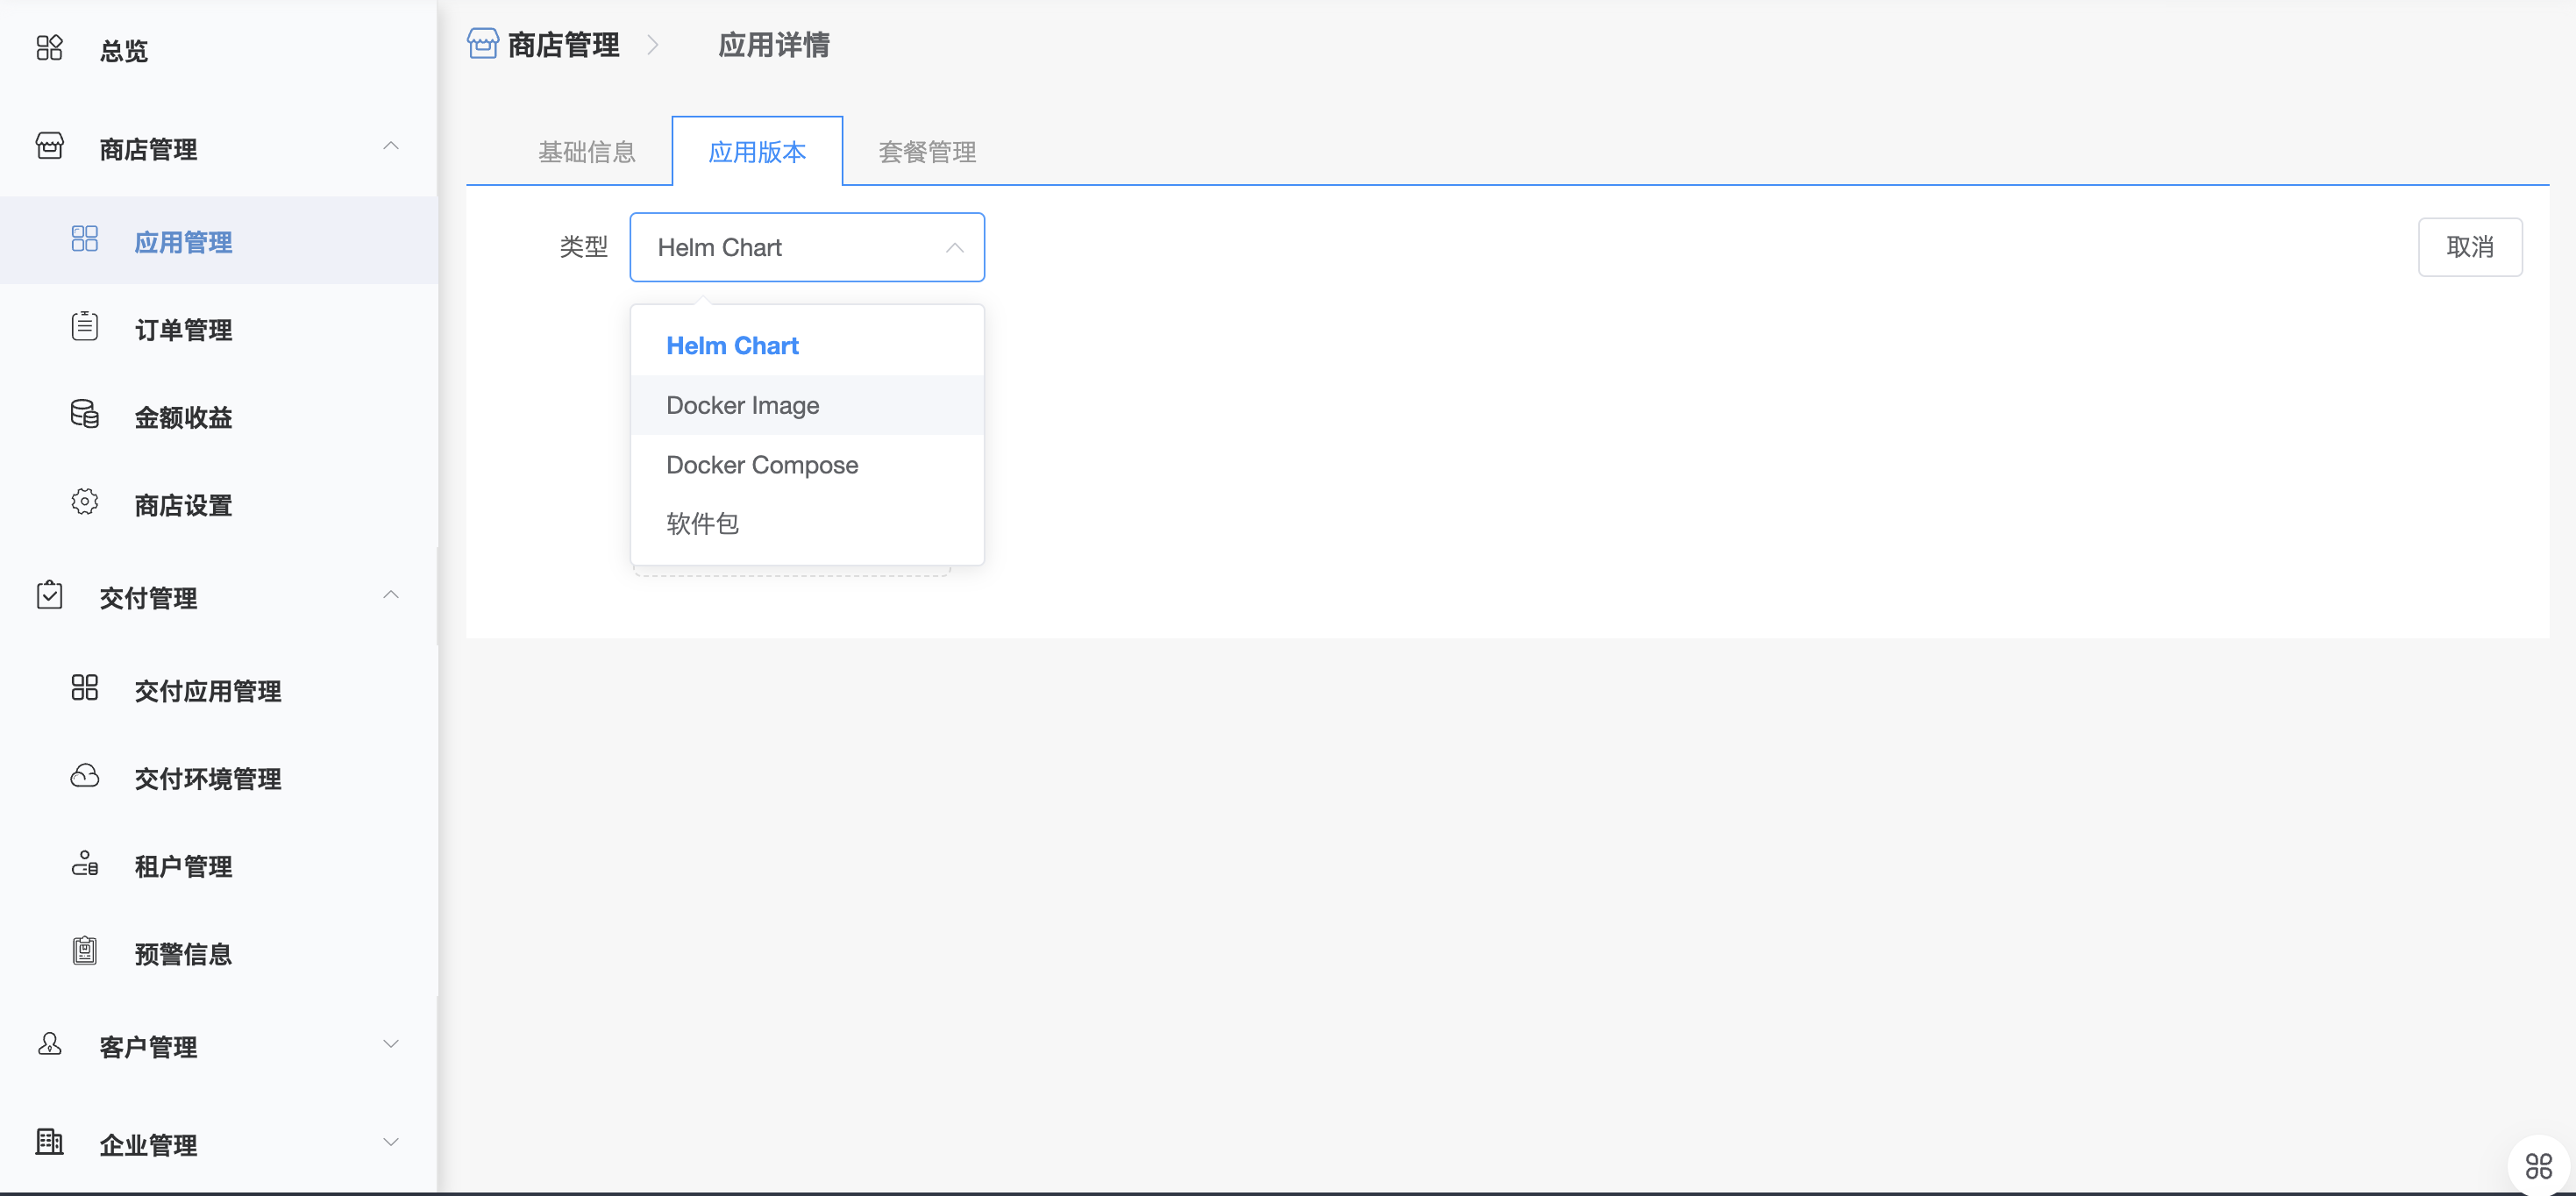 总览
商店管理
应用管理
订单管理
金额收益
商店设置
交付管理
交付应用管理
交付环境管理
租户管理
预警信息
客户管理
企业管理
商店管理
应用详情
基础信息
应用版本
套餐管理
类型
Helm Chart
取消
Helm Chart
Docker Image
Docker Compose
软件包